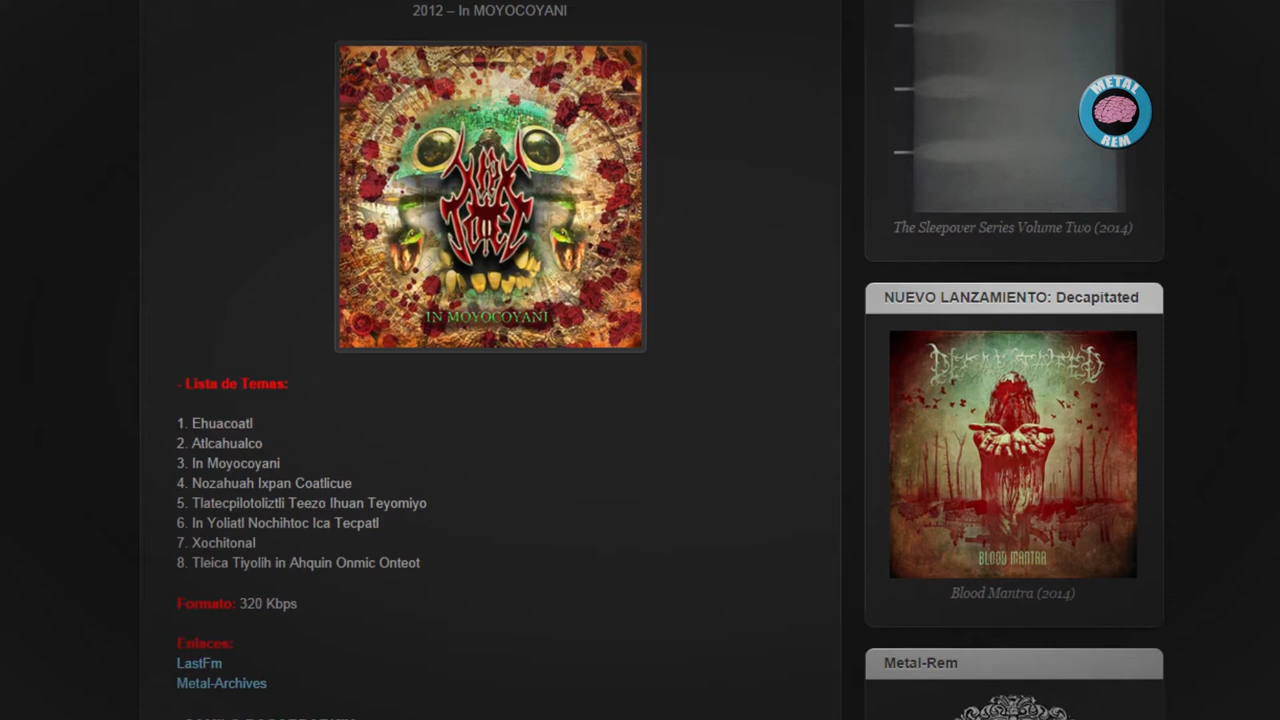 2012 – In MOYOCOYANI
IN MOYOCOYANI
- Lista de Temas:
1. Ehuacoatl
2. Atlcahualco
3. In Moyocoyani
4. Nozahuah Ixpan Coatlicue
5. Tlatecpilotoliztli Teezo Ihuan Teyomiyo
6. In Yoliatl Nochihtoc Ica Tecpatl
7. Xochitonal
8. Tleica Tiyolih in Ahquin Onmic Onteot
Formato: 320 Kbps
Enlaces:
LastFm
Metal-Archives
METAL
REM
The Sleepover Series Volume Two (2014)
NUEVO LANZAMIENTO: Decapitated
DECAPITATED
BLOOD MANTRA
Blood Mantra (2014)
Metal-Rem